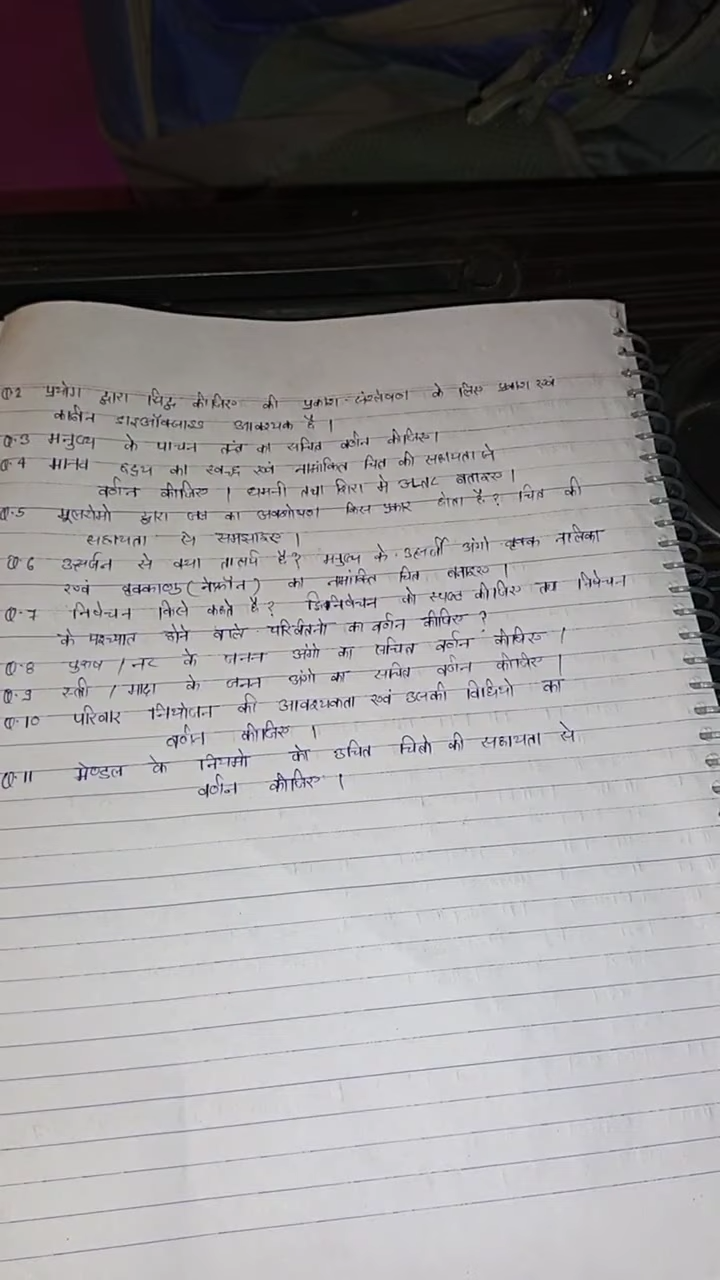 Q.2 प्रयोग द्वारा सिद्ध कीजिए की प्रकाश-संश्लेषण के लिए प्रकाश एवं
कार्बन डाइऑक्साइड आवश्यक है।
Q.3 मनुष्य के पाचन तन्त्र का सचित्र वर्णन कीजिए।
Q.4 मानव हृदय का स्वच्छ एवं नामांकित चित्र की सहायता से
वर्णन कीजिए। धमनी तथा शिरा में अन्तर बताइए।
Q.5 मूलरोमो द्वारा जल का अवशोषण किस प्रकार होता है? चित्र की
सहायता से समझाइए।
Q.6 उत्सर्जन से क्या तात्पर्य है? मनुष्य के उत्सर्जी अंगो वृक्क नालिका
एवं वृक्काणु (नेफ्रॉन) का नामांकित चित्र बनाइए।
Q.7 निषेचन किसे कहते है? द्विनिषेचन को स्पष्ट कीजिए तथा निषेचन
के पश्चात होने वाले परिवर्तनो का वर्णन कीजिए?
Q.8 पुरुष / नर के जनन अंगो का सचित्र वर्णन कीजिए।
Q.9 स्त्री / मादा के जनन अंगो का सचित्र वर्णन कीजिए।
Q.10 परिवार नियोजन की आवश्यकता एवं उसकी विधियो का
वर्णन कीजिए।
Q.11 मेण्डल के नियमो को उचित चित्रो की सहायता से
वर्णन कीजिए।